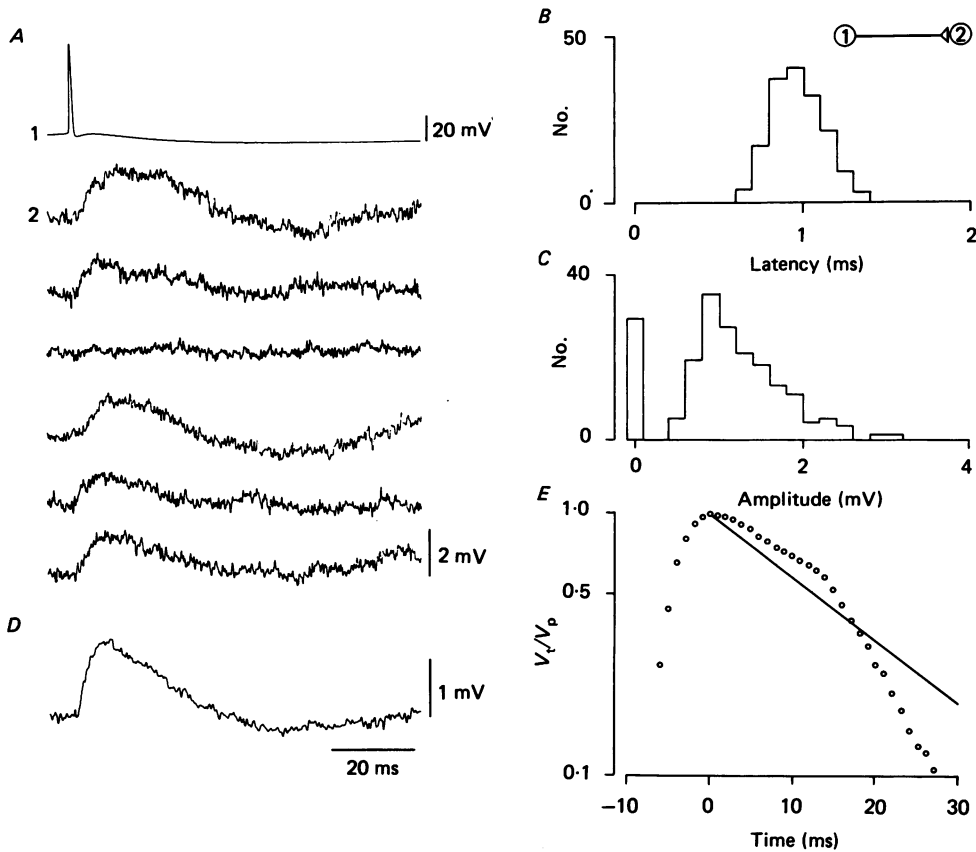 A
1
20 mV
2
2 mV
D
1 mV
20 ms
B
1 2
50
No.
0
0 1 2
Latency (ms)
C
40
No.
0
0 2 4
Amplitude (mV)
E
1·0
0·5
0·1
Vt/Vp
−10 0 10 20 30
Time (ms)